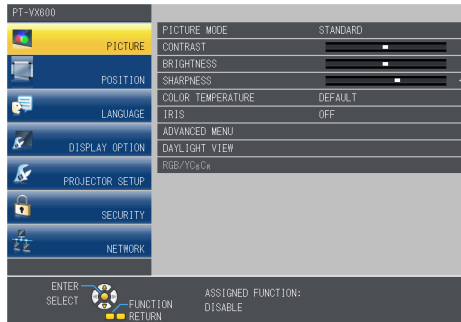 PT-VX600
PICTURE
POSITION
LANGUAGE
DISPLAY OPTION
PROJECTOR SETUP
SECURITY
NETWORK
PICTURE MODE STANDARD
CONTRAST
BRIGHTNESS
SHARPNESS
COLOR TEMPERATURE DEFAULT
IRIS OFF
ADVANCED MENU
DAYLIGHT VIEW
RGB/YCBCR
ENTER
SELECT
FUNCTION
RETURN
ASSIGNED FUNCTION:
DISABLE